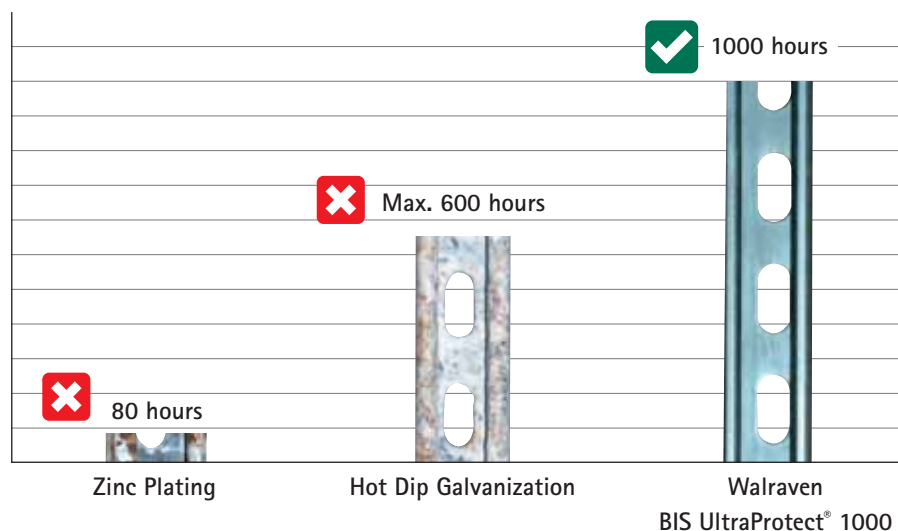 1000 hours
Max. 600 hours
80 hours
Zinc Plating
Hot Dip Galvanization
Walraven
BIS UltraProtect® 1000